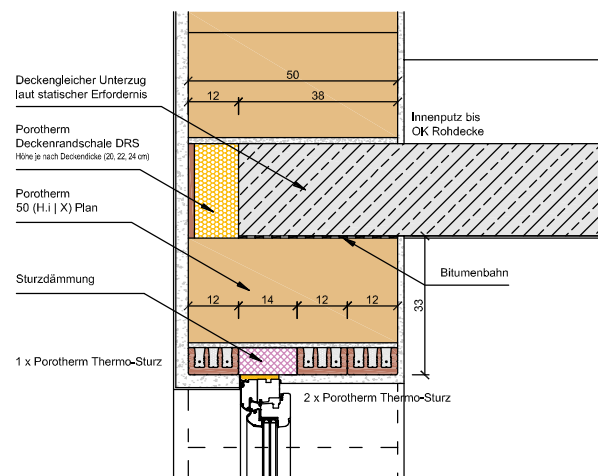 50
12
38
Deckengleicher Unterzug
laut statischer Erfordernis
Innenputz bis
OK Rohdecke
Porotherm
Deckenrandschale DRS
Höhe je nach Deckendicke (20, 22, 24 cm)
Porotherm
50 (H.i | X) Plan
Bitumenbahn
Sturzdämmung
12
14
12
12
33
1 x Porotherm Thermo-Sturz
2 x Porotherm Thermo-Sturz